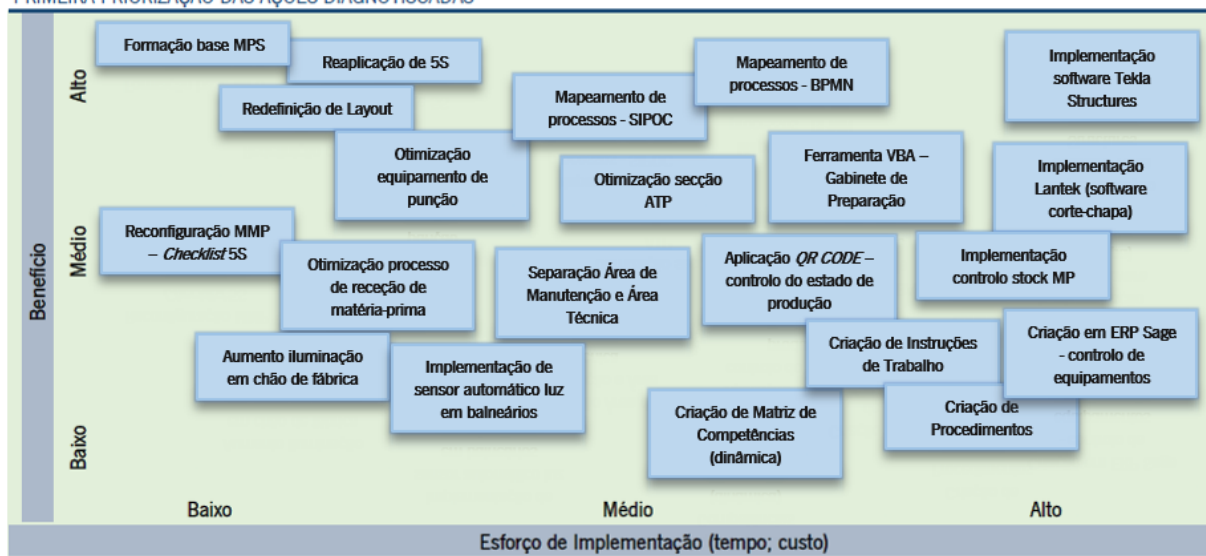 PRIMEIRA PRIORIZAÇÃO DAS AÇÕES DIAGNOSTICADAS
Formação base MPS
Reaplicação de 5S
Redefinição de Layout
Mapeamento de
processos - SIPOC
Mapeamento de
processos - BPMN
Implementação
software Tekla
Structures
Otimização
equipamento de
punção
Otimização secção
ATP
Ferramenta VBA –
Gabinete de
Preparação
Implementação
Lantek (software
corte-chapa)
Reconfiguração MMP
– Checklist 5S
Otimização processo
de receção de
matéria-prima
Separação Área de
Manutenção e Área
Técnica
Aplicação QR CODE –
controlo do estado de
produção
Implementação
controlo stock MP
Aumento iluminação
em chão de fábrica
Implementação de
sensor automático luz
em balneários
Criação de Matriz de
Competências
(dinâmica)
Criação de Instruções
de Trabalho
Criação de
Procedimentos
Criação em ERP Sage
- controlo de
equipamentos
Benefício
Alto
Médio
Baixo
Baixo
Médio
Alto
Esforço de Implementação (tempo; custo)